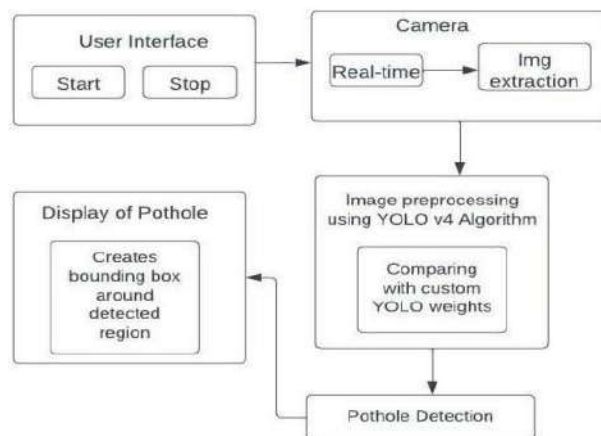 User Interface
Start
Stop
Camera
Real-time
Img
extraction
Image preprocessing
using YOLO v4 Algorithm
Comparing
with custom
YOLO weights
Pothole Detection
Display of Pothole
Creates
bounding box
around
detected
region